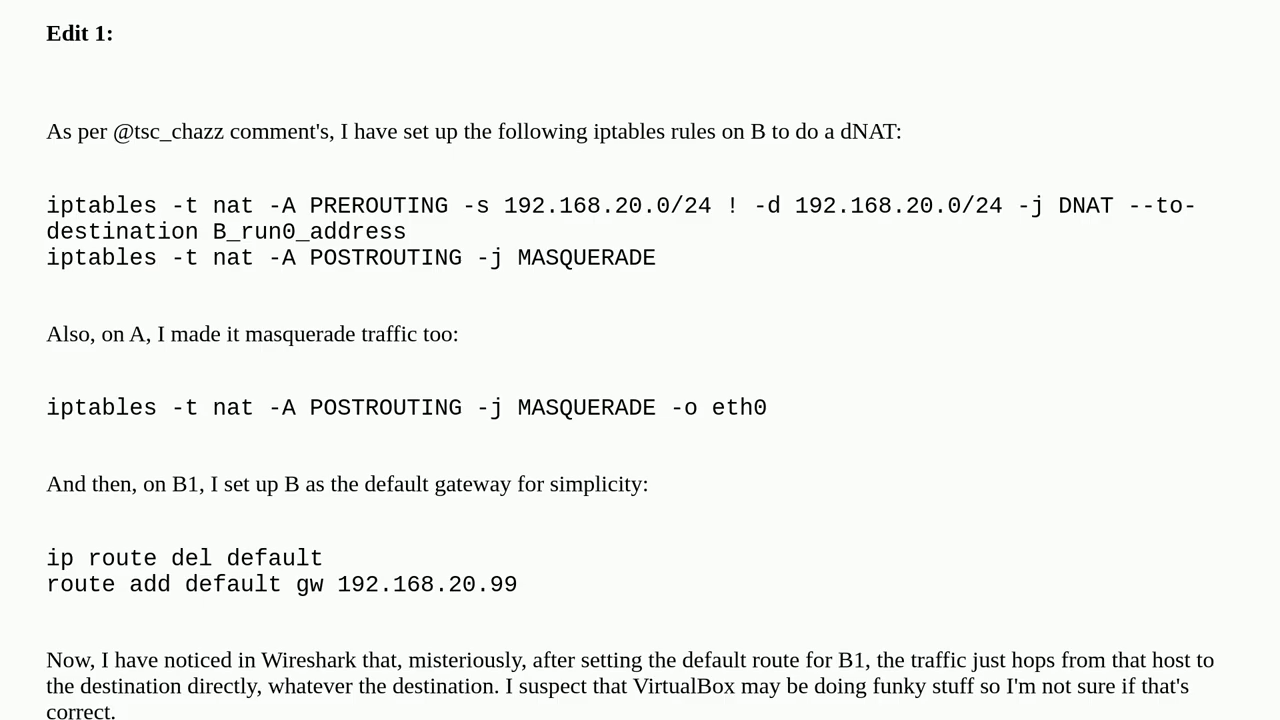 Edit 1:
As per @tsc_chazz comment's, I have set up the following iptables rules on B to do a dNAT:
iptables -t nat -A PREROUTING -s 192.168.20.0/24 ! -d 192.168.20.0/24 -j DNAT --to-
destination B_run0_address
iptables -t nat -A POSTROUTING -j MASQUERADE
Also, on A, I made it masquerade traffic too:
iptables -t nat -A POSTROUTING -j MASQUERADE -o eth0
And then, on B1, I set up B as the default gateway for simplicity:
ip route del default
route add default gw 192.168.20.99
Now, I have noticed in Wireshark that, misteriously, after setting the default route for B1, the traffic just hops from that host to
the destination directly, whatever the destination. I suspect that VirtualBox may be doing funky stuff so I'm not sure if that's
correct.